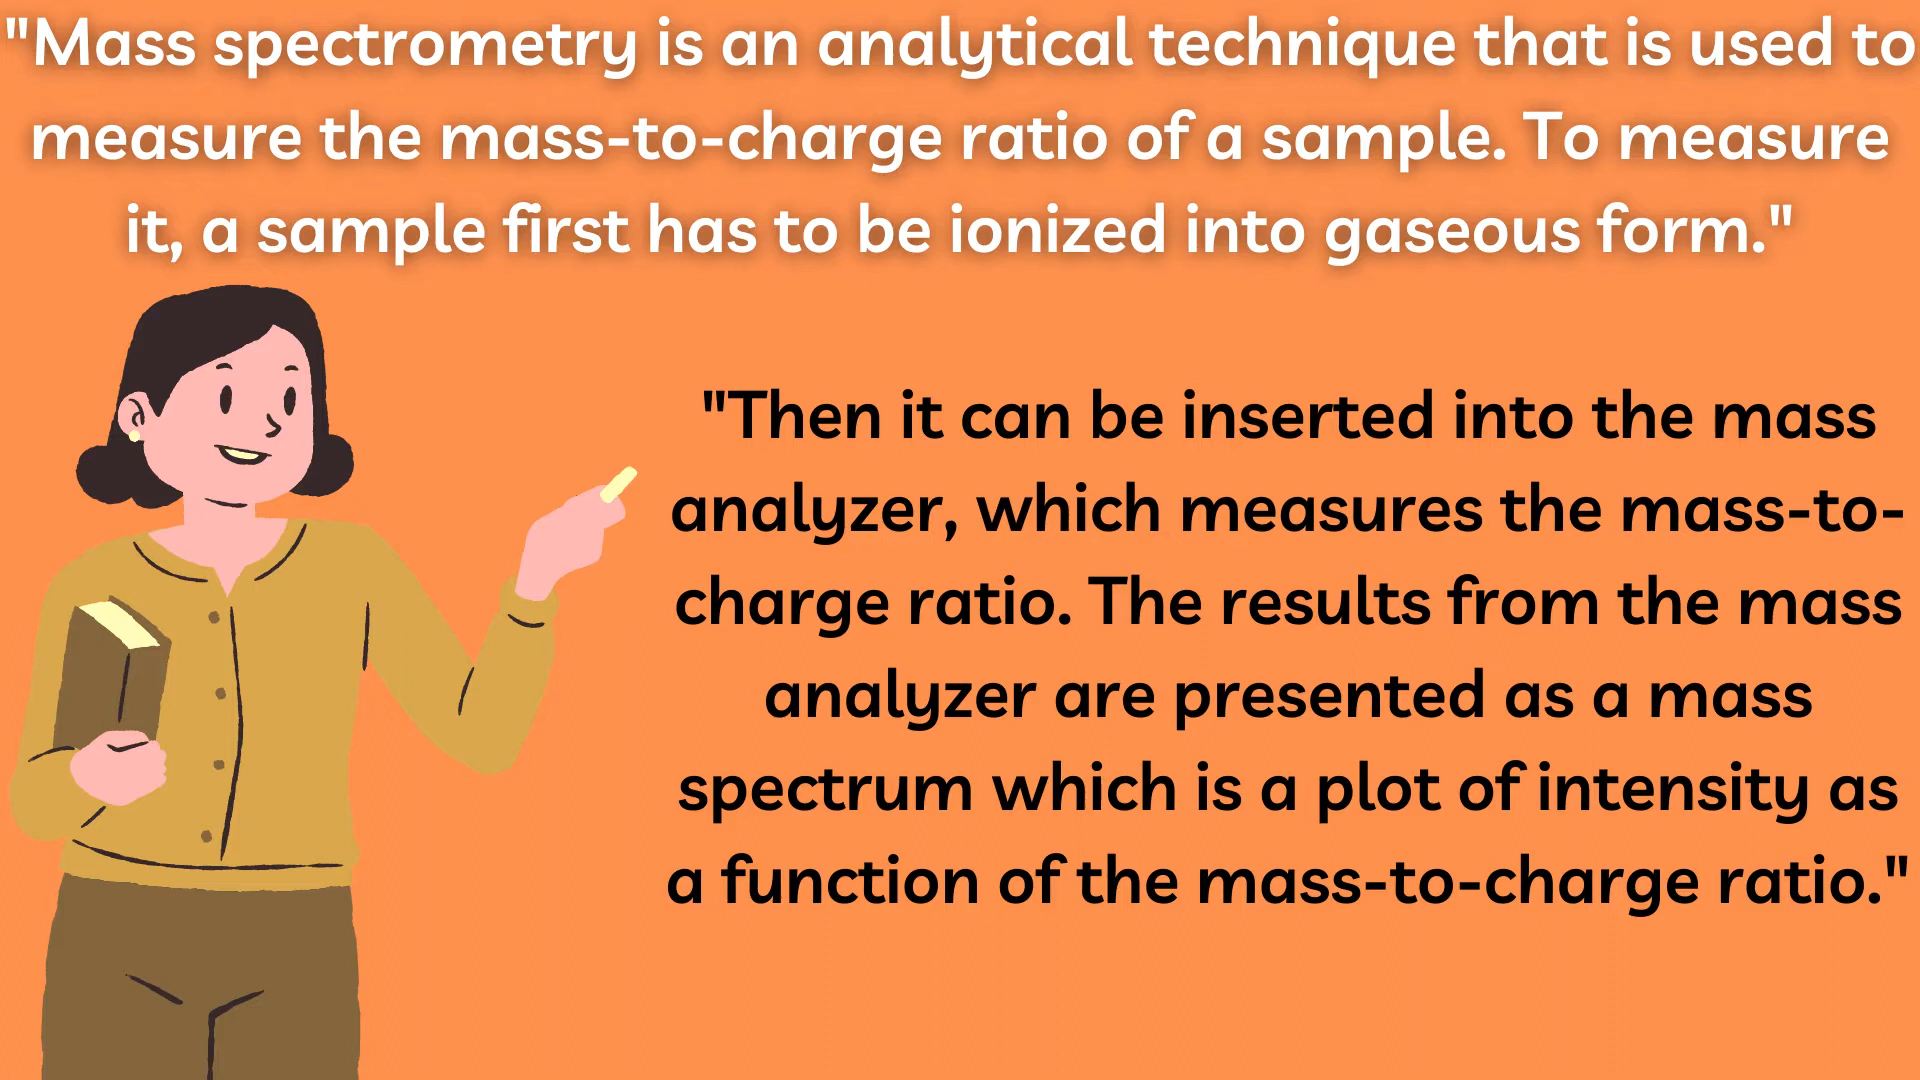 "Mass spectrometry is an analytical technique that is used to
measure the mass-to-charge ratio of a sample. To measure
it, a sample first has to be ionized into gaseous form."
"Then it can be inserted into the mass
analyzer, which measures the mass-to-
charge ratio. The results from the mass
analyzer are presented as a mass
spectrum which is a plot of intensity as
a function of the mass-to-charge ratio."